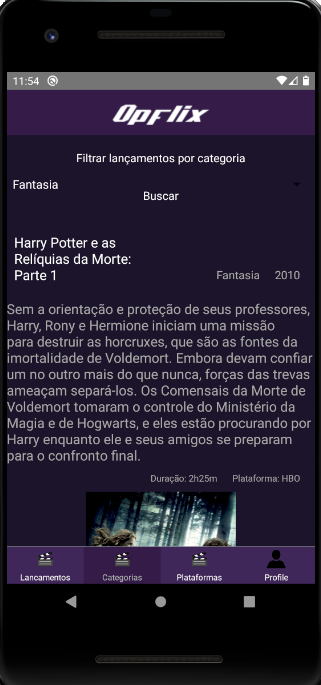 11:54
Opflix
Filtrar lançamentos por categoria
Fantasia
Buscar
Harry Potter e as
Relíquias da Morte:
Parte 1
Fantasia 2010
Sem a orientação e proteção de seus professores,
Harry, Rony e Hermione iniciam uma missão
para destruir as horcruxes, que são as fontes da
imortalidade de Voldemort. Embora devam confiar
um no outro mais do que nunca, forças das trevas
ameaçam separá-los. Os Comensais da Morte de
Voldemort tomaram o controle do Ministério da
Magia e de Hogwarts, e eles estão procurando por
Harry enquanto ele e seus amigos se preparam
para o confronto final.
Duração: 2h25m Plataforma: HBO
Lancamentos Categorias Plataformas Profile